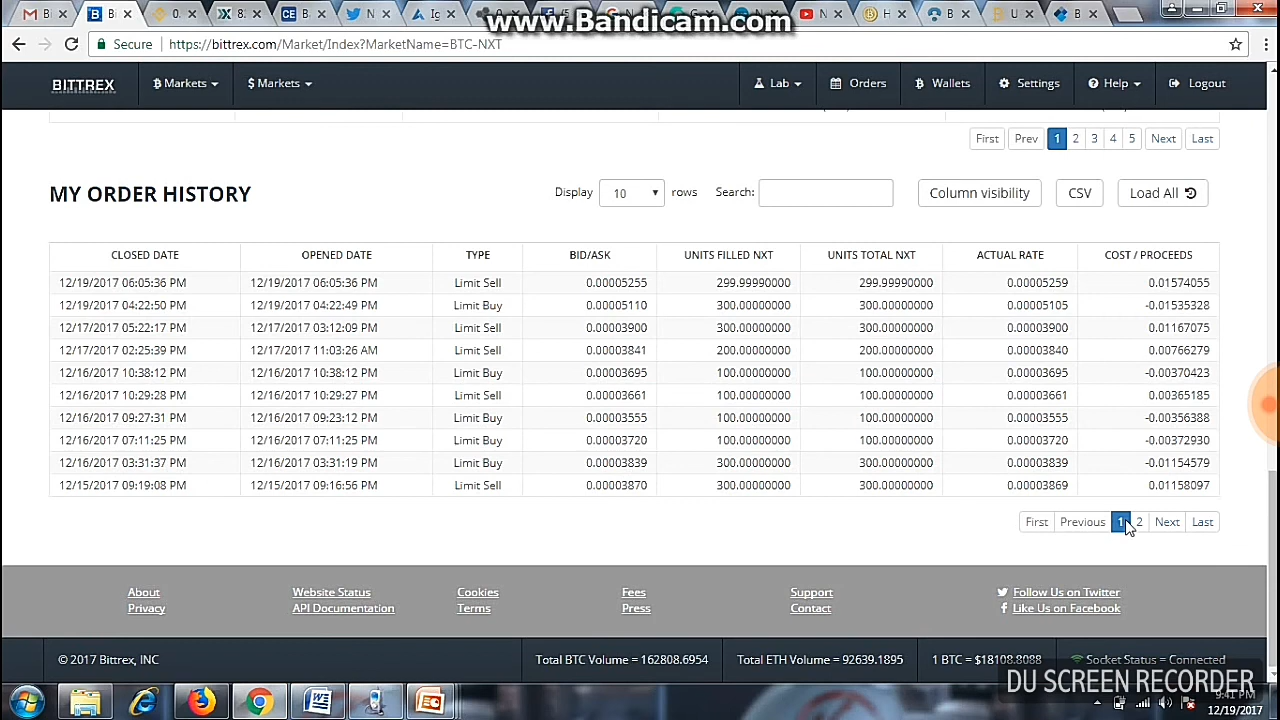 www.Bandicam.com
Secure https://bittrex.com/Market/Index?MarketName=BTC-NXT
BITTREX Markets $ Markets Lab Orders Wallets Settings Help Logout
First Prev 1 2 3 4 5 Next Last
MY ORDER HISTORY Display 10 rows Search: Column visibility CSV Load All
CLOSED DATE OPENED DATE TYPE BID/ASK UNITS FILLED NXT UNITS TOTAL NXT ACTUAL RATE COST / PROCEEDS
12/19/2017 06:05:36 PM 12/19/2017 06:05:36 PM Limit Sell 0.00005255 299.99990000 299.99990000 0.00005259 0.01574055
12/19/2017 04:22:50 PM 12/19/2017 04:22:49 PM Limit Buy 0.00005110 300.00000000 300.00000000 0.00005105 -0.01535328
12/17/2017 05:22:17 PM 12/17/2017 03:12:09 PM Limit Sell 0.00003900 300.00000000 300.00000000 0.00003900 0.01167075
12/17/2017 02:25:39 PM 12/17/2017 11:03:26 AM Limit Sell 0.00003841 200.00000000 200.00000000 0.00003840 0.00766279
12/16/2017 10:38:12 PM 12/16/2017 10:38:12 PM Limit Buy 0.00003695 100.00000000 100.00000000 0.00003695 -0.00370423
12/16/2017 10:29:28 PM 12/16/2017 10:29:27 PM Limit Sell 0.00003661 100.00000000 100.00000000 0.00003661 0.00365185
12/16/2017 09:27:31 PM 12/16/2017 09:23:12 PM Limit Buy 0.00003555 100.00000000 100.00000000 0.00003555 -0.00356388
12/16/2017 07:11:25 PM 12/16/2017 07:11:25 PM Limit Buy 0.00003720 100.00000000 100.00000000 0.00003720 -0.00372930
12/16/2017 03:31:37 PM 12/16/2017 03:31:19 PM Limit Buy 0.00003839 300.00000000 300.00000000 0.00003839 -0.01154579
12/15/2017 09:19:08 PM 12/15/2017 09:16:56 PM Limit Sell 0.00003870 300.00000000 300.00000000 0.00003869 0.01158097
First Previous 1 2 Next Last
About Website Status Cookies Fees Support Follow Us on Twitter
Privacy API Documentation Terms Press Contact Like Us on Facebook
© 2017 Bittrex, INC Total BTC Volume = 162808.6954 Total ETH Volume = 92639.1895 1 BTC = $18108.8088 Socket Status = Connected
DU SCREEN RECORDER
9:41 PM
12/19/2017